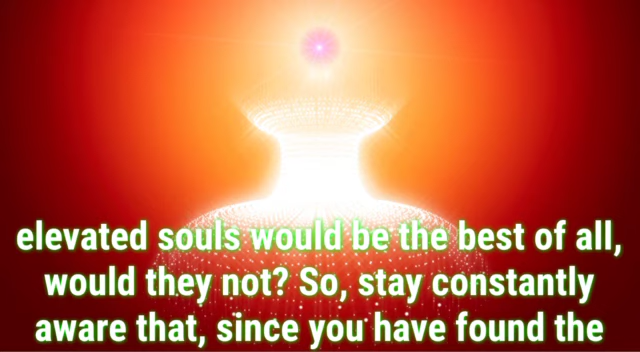 elevated souls would be the best of all,
would they not? So, stay constantly
aware that, since you have found the